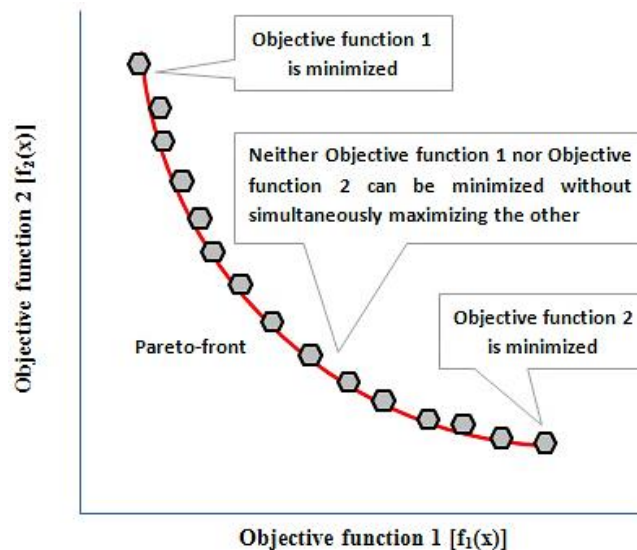 Objective function 1
is minimized
Neither Objective function 1 nor Objective
function 2 can be minimized without
simultaneously maximizing the other
Objective function 2
is minimized
Pareto-front
Objective function 2 [f₂(x)]
Objective function 1 [f₁(x)]